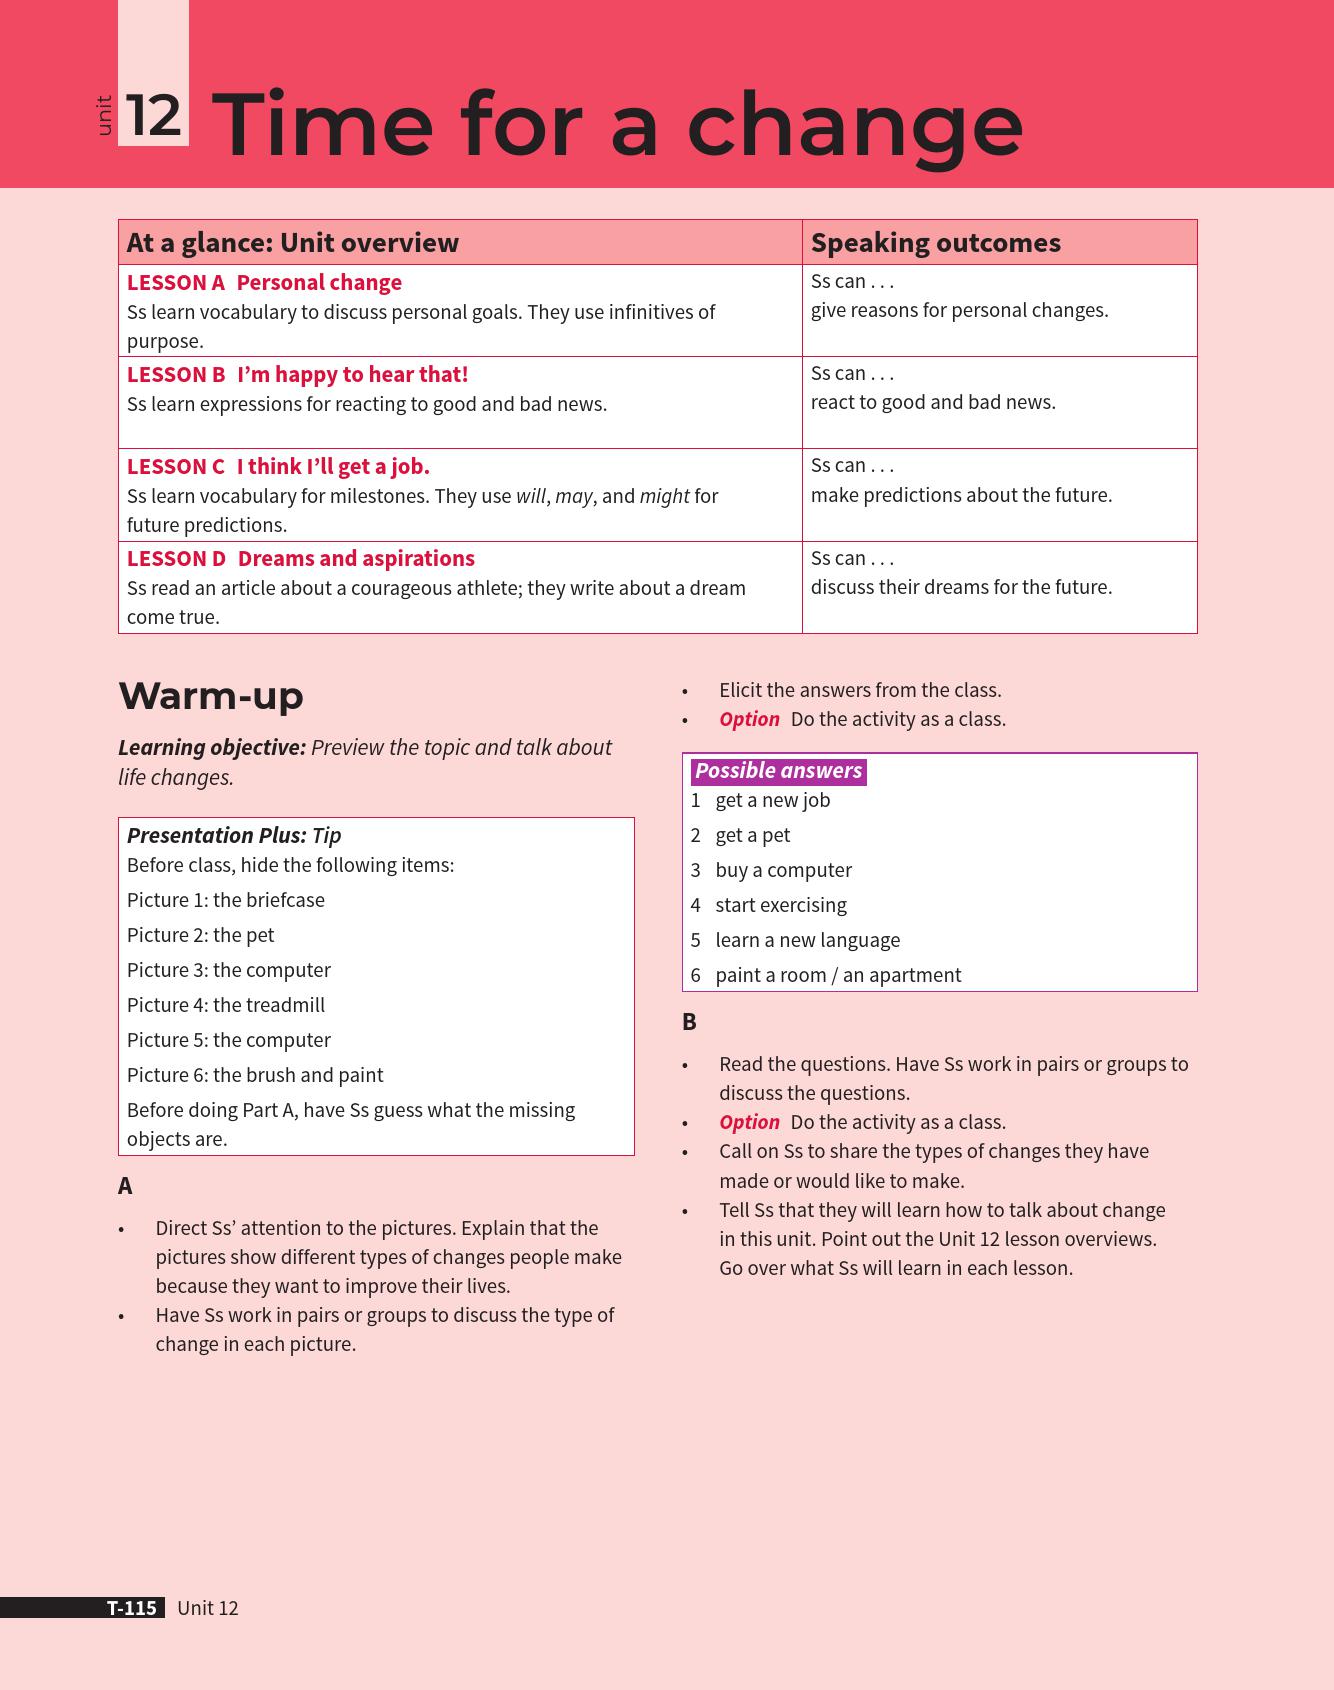 unit
12 Time for a change
At a glance: Unit overview
Speaking outcomes
LESSON A Personal change
Ss learn vocabulary to discuss personal goals. They use infinitives of
purpose.
Ss can . . .
give reasons for personal changes.
LESSON B I’m happy to hear that!
Ss learn expressions for reacting to good and bad news.
Ss can . . .
react to good and bad news.
LESSON C I think I’ll get a job.
Ss learn vocabulary for milestones. They use will, may, and might for
future predictions.
Ss can . . .
make predictions about the future.
LESSON D Dreams and aspirations
Ss read an article about a courageous athlete; they write about a dream
come true.
Ss can . . .
discuss their dreams for the future.
Warm-up
Learning objective: Preview the topic and talk about
life changes.
Presentation Plus: Tip
Before class, hide the following items:
Picture 1: the briefcase
Picture 2: the pet
Picture 3: the computer
Picture 4: the treadmill
Picture 5: the computer
Picture 6: the brush and paint
Before doing Part A, have Ss guess what the missing
objects are.
A
• Direct Ss’ attention to the pictures. Explain that the
pictures show different types of changes people make
because they want to improve their lives.
• Have Ss work in pairs or groups to discuss the type of
change in each picture.
• Elicit the answers from the class.
• Option Do the activity as a class.
Possible answers
1 get a new job
2 get a pet
3 buy a computer
4 start exercising
5 learn a new language
6 paint a room / an apartment
B
• Read the questions. Have Ss work in pairs or groups to
discuss the questions.
• Option Do the activity as a class.
• Call on Ss to share the types of changes they have
made or would like to make.
• Tell Ss that they will learn how to talk about change
in this unit. Point out the Unit 12 lesson overviews.
Go over what Ss will learn in each lesson.
T-115 Unit 12